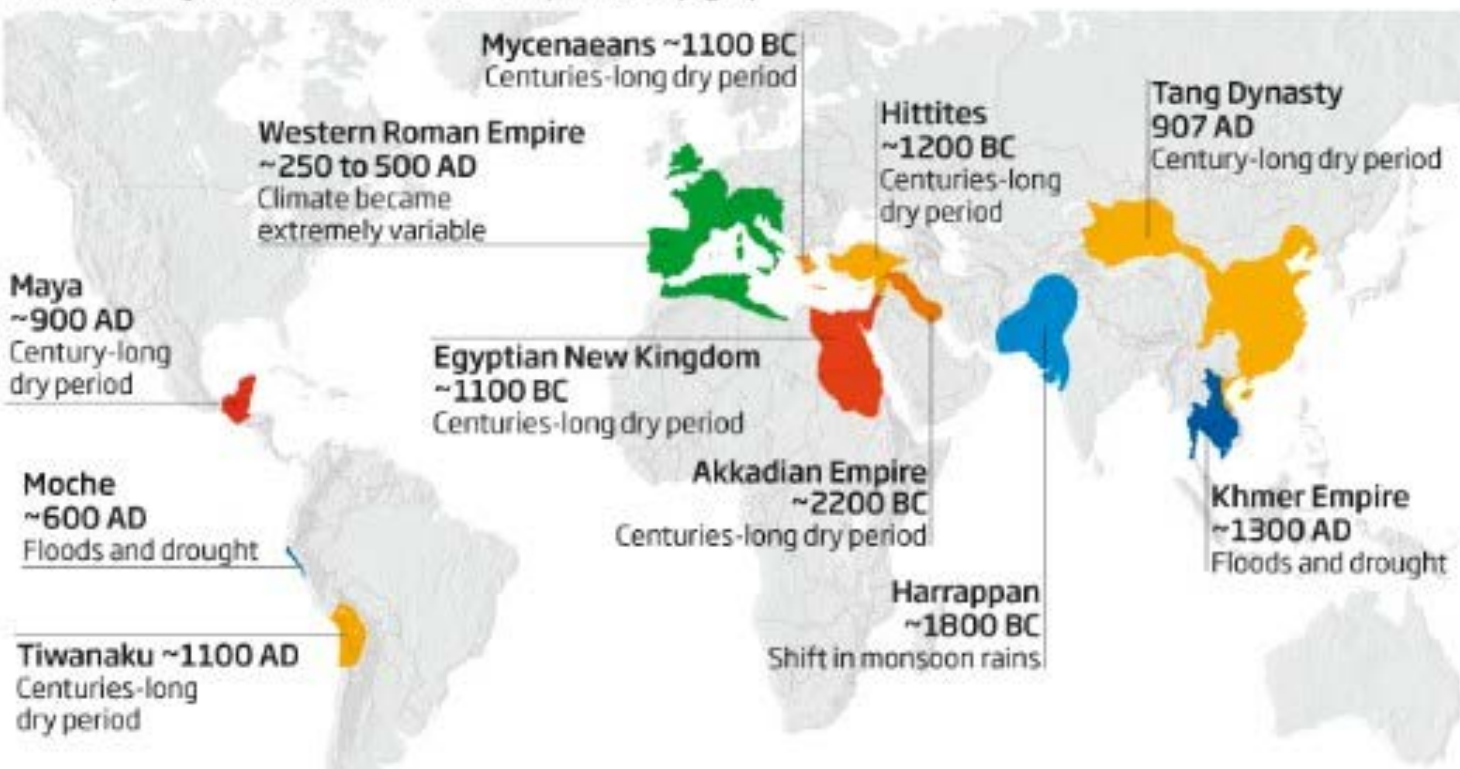 Mycenaeans ~1100 BC
Centuries-long dry period
Western Roman Empire
~250 to 500 AD
Climate became
extremely variable
Hittites
~1200 BC
Centuries-long
dry period
Tang Dynasty
907 AD
Century-long dry period
Maya
~900 AD
Century-long
dry period
Egyptian New Kingdom
~1100 BC
Centuries-long dry period
Akkadian Empire
~2200 BC
Centuries-long dry period
Moche
~600 AD
Floods and drought
Khmer Empire
~1300 AD
Floods and drought
Harrappan
~1800 BC
Shift in monsoon rains
Tiwanaku ~1100 AD
Centuries-long
dry period